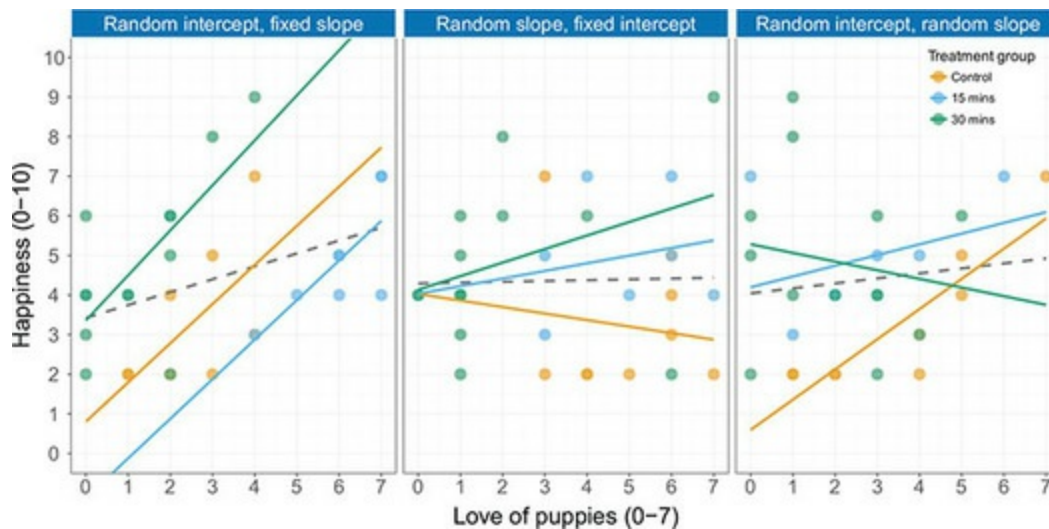 Random intercept, fixed slope
Random slope, fixed intercept
Random intercept, random slope
Treatment group
Control
15 mins
30 mins
Happiness (0–10)
10
9
8
7
6
5
4
3
2
1
0
0 1 2 3 4 5 6 7
0 1 2 3 4 5 6 7
0 1 2 3 4 5 6 7
Love of puppies (0–7)